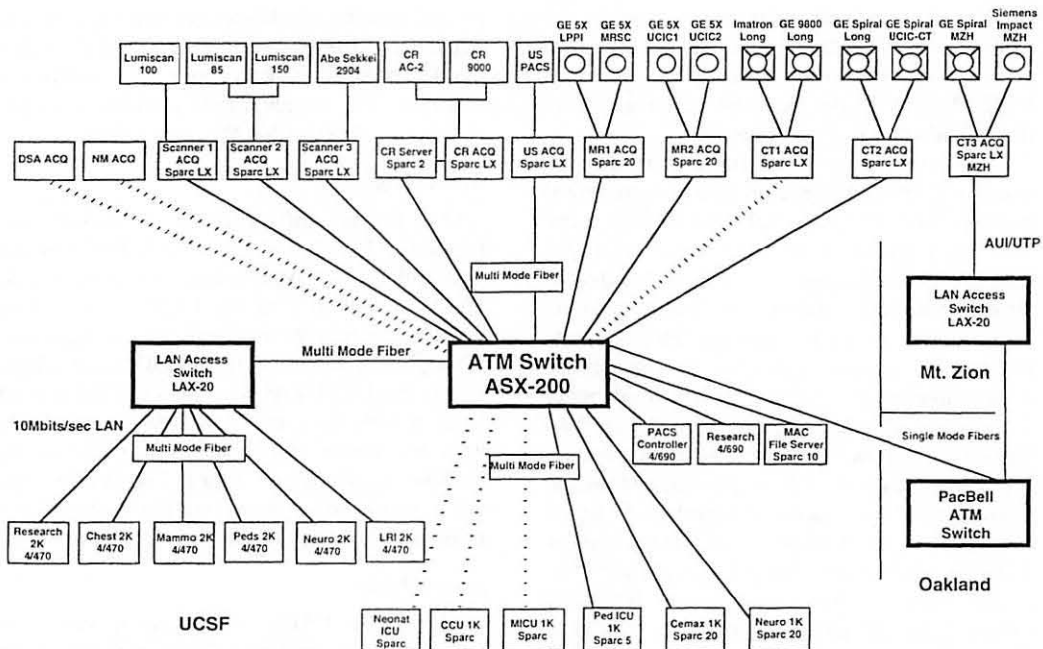 GE 5X
LPPI
GE 5X
MRSC
GE 5X
UCIC1
GE 5X
UCIC2
Imatron
Long
GE 9800
Long
GE Spiral
Long
GE Spiral
UCIC-CT
GE Spiral
MZH
Siemens
Impact
MZH
Lumiscan
100
Lumiscan
85
Lumiscan
150
Abe Sekkei
2904
CR
AC-2
CR
9000
US
PACS
DSA ACQ
NM ACQ
Scanner 1
ACQ
Sparc LX
Scanner 2
ACQ
Sparc LX
Scanner 3
ACQ
Sparc LX
CR Server
Sparc 2
CR ACQ
Sparc LX
US ACQ
Sparc LX
MR1 ACQ
Sparc 20
MR2 ACQ
Sparc 20
CT1 ACQ
Sparc LX
CT2 ACQ
Sparc LX
CT3 ACQ
Sparc LX
MZH
AUI/UTP
Multi Mode Fiber
LAN Access
Switch
LAX-20
Mt. Zion
LAN Access
Switch
LAX-20
Multi Mode Fiber
ATM Switch
ASX-200
10Mbits/sec LAN
Multi Mode Fiber
Multi Mode Fiber
PACS
Controller
4/690
Research
4/690
MAC
File Server
Sparc 10
Single Mode Fibers
PacBell
ATM
Switch
Oakland
Research
2K
4/470
Chest 2K
4/470
Mammo 2K
4/470
Peds 2K
4/470
Neuro 2K
4/470
LRI 2K
4/470
UCSF
Neonat
ICU
Sparc
CCU 1K
Sparc
MICU 1K
Sparc
Ped ICU
1K
Sparc 5
Cemax 1K
Sparc 20
Neuro 1K
Sparc 20